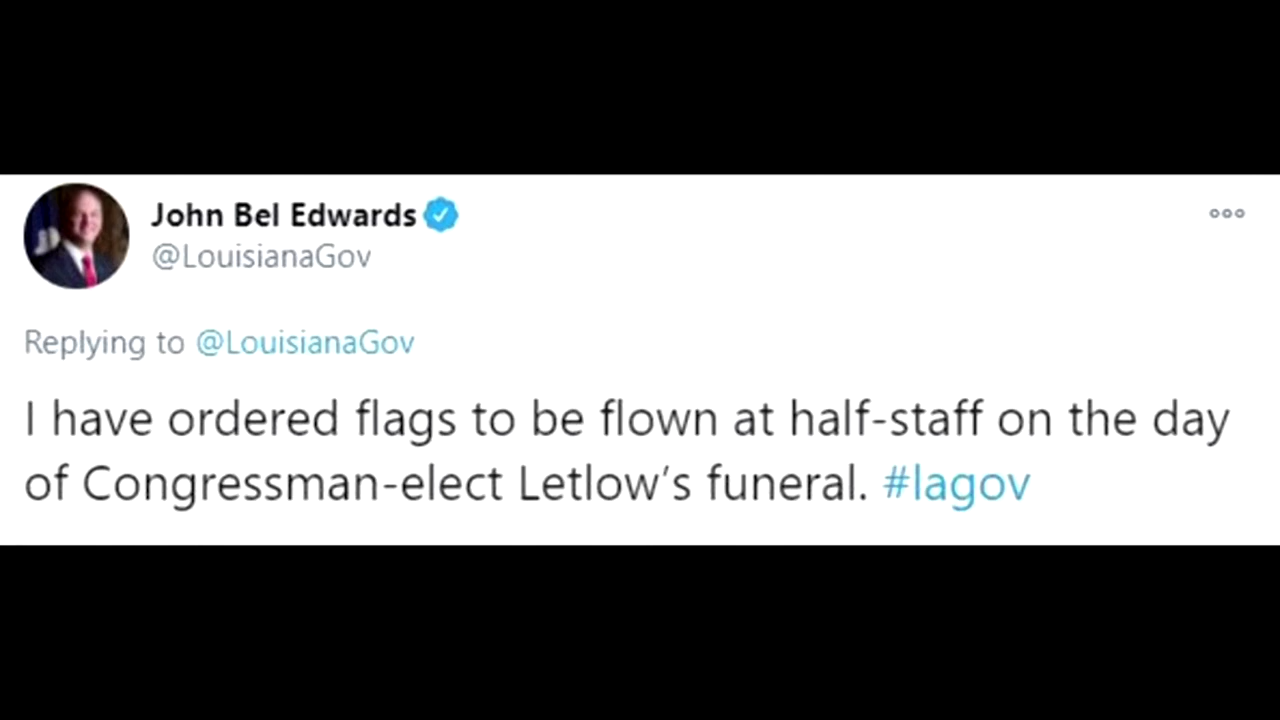 John Bel Edwards
@LouisianaGov
Replying to @LouisianaGov
I have ordered flags to be flown at half-staff on the day
of Congressman-elect Letlow's funeral. #lagov